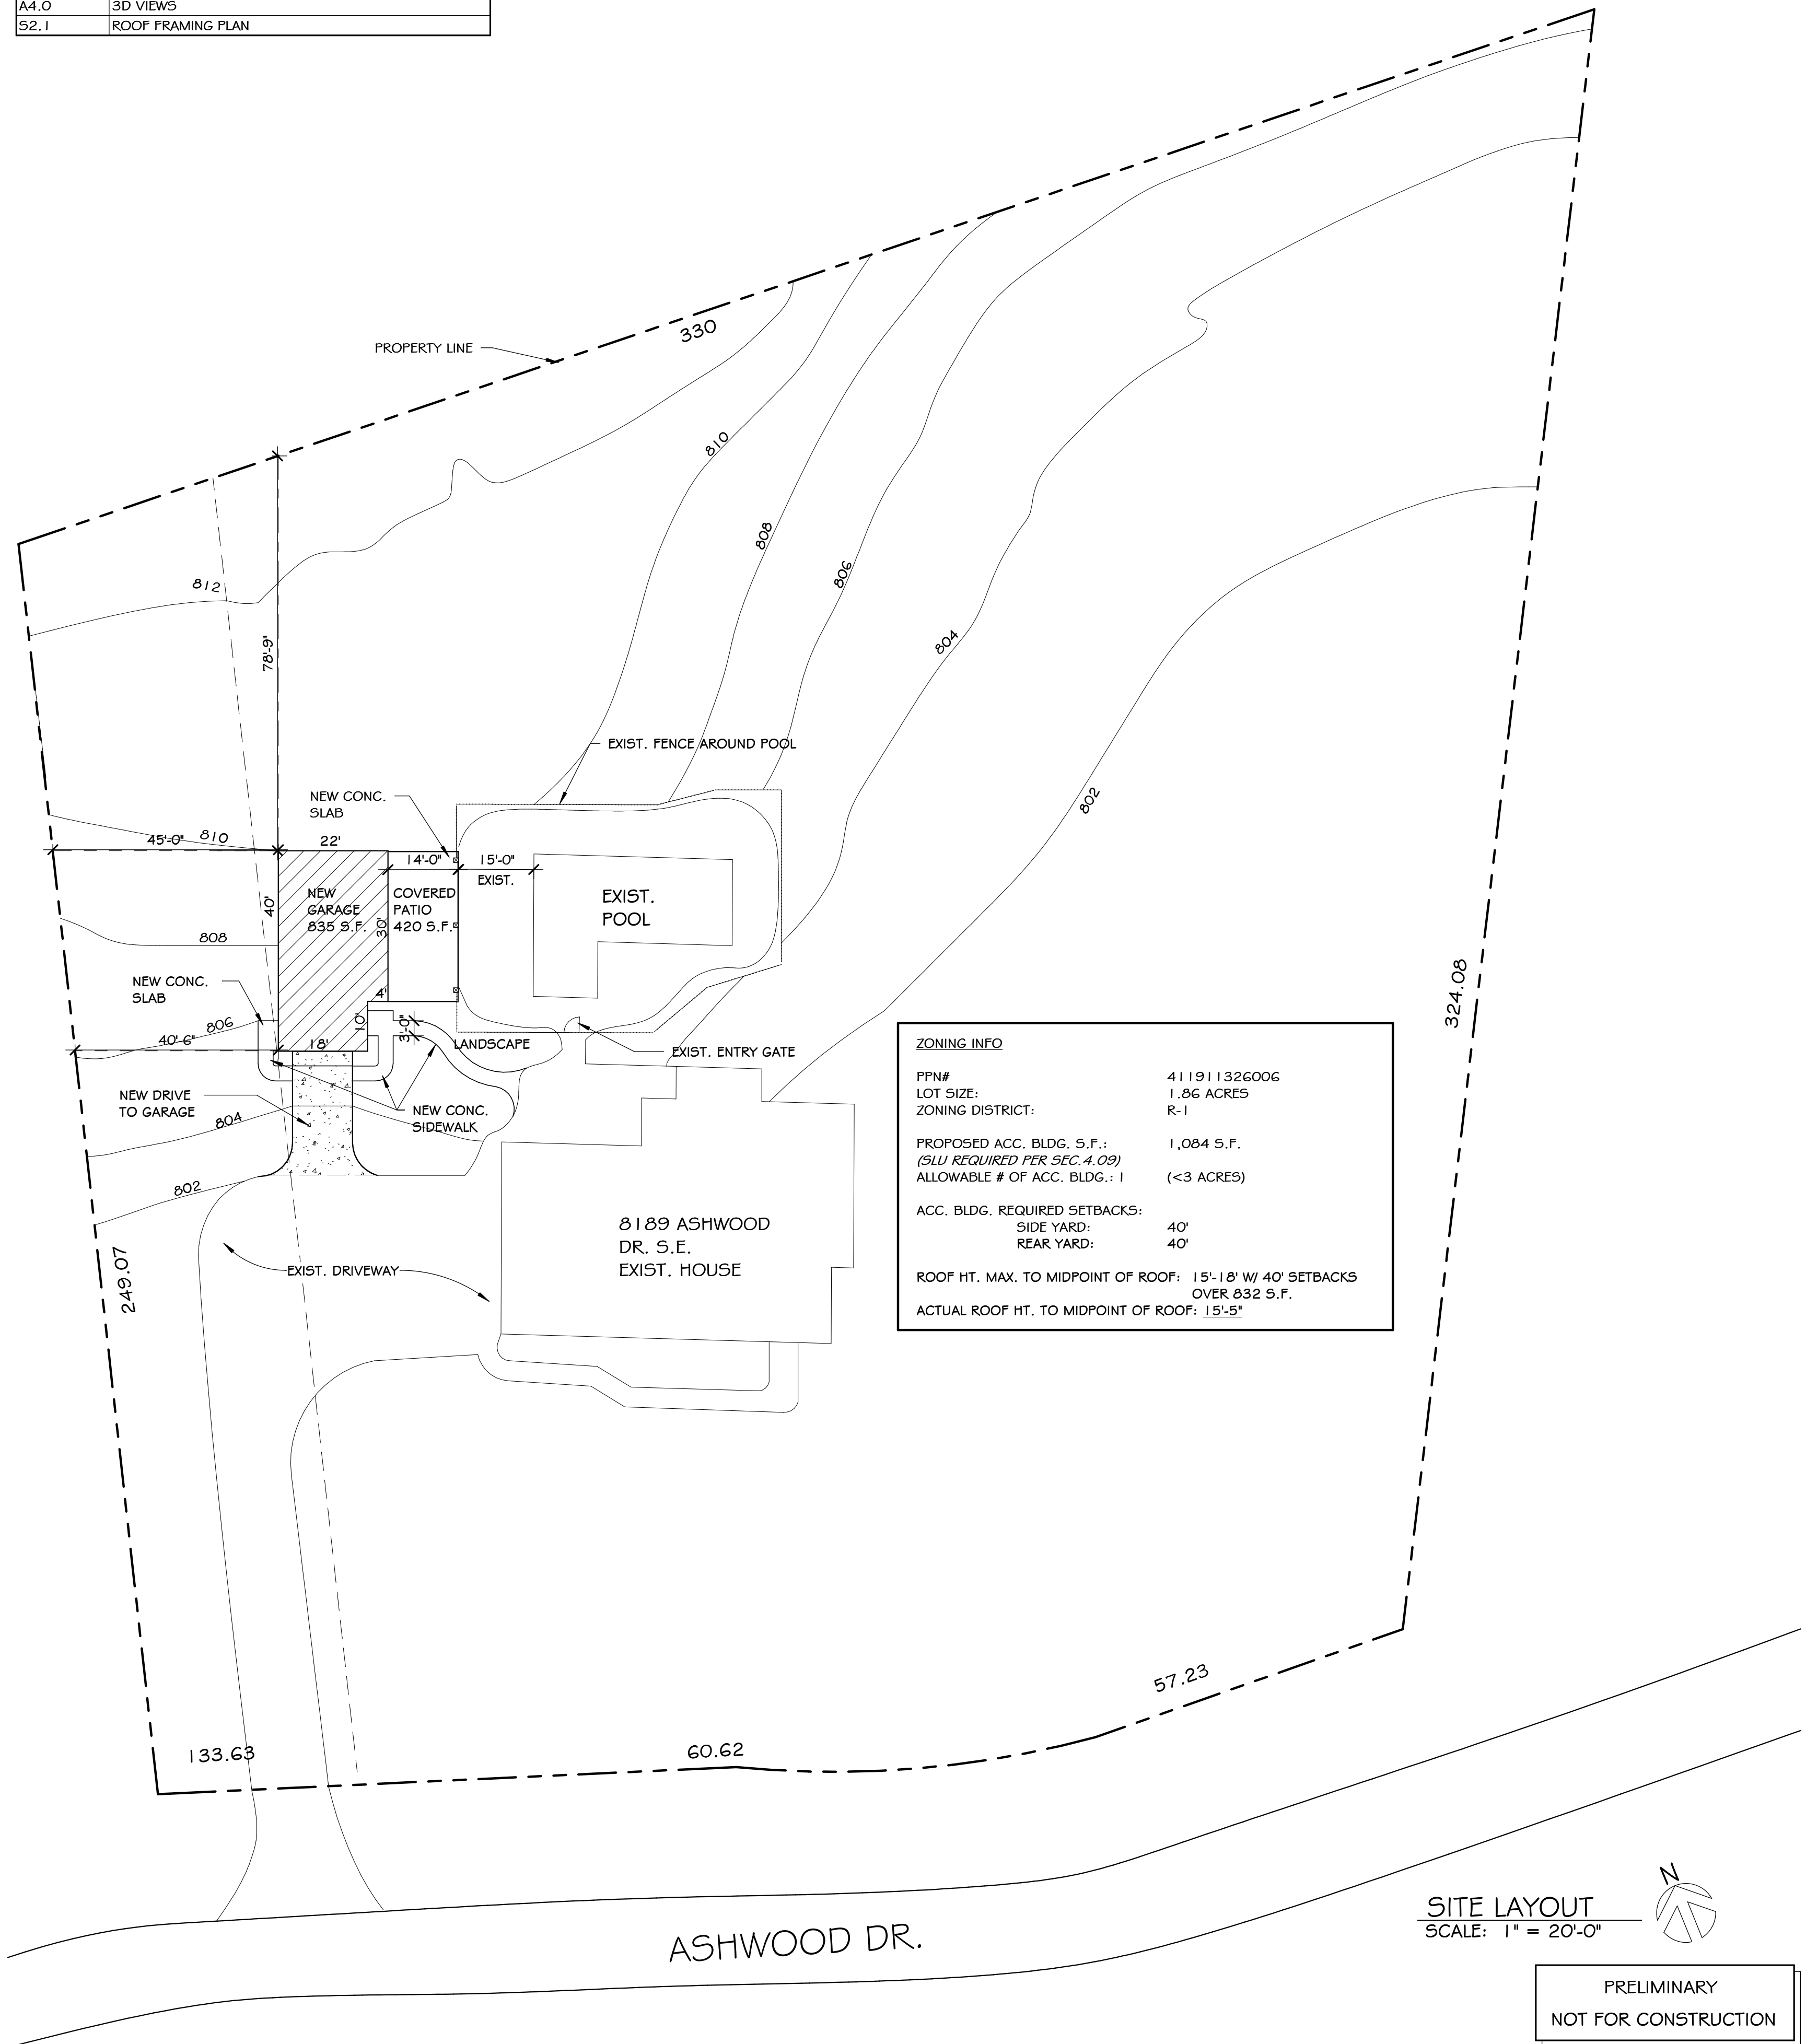 A4.0 3D VIEWS
S2.1 ROOF FRAMING PLAN
330
PROPERTY LINE
810
808
806
812
804
78'-9"
EXIST. FENCE AROUND POOL
NEW CONC.
SLAB
802
45'-0"
810
22'
14'-0"
15'-0"
EXIST.
NEW
GARAGE
835 S.F.
40'
30'
COVERED
PATIO
420 S.F.
EXIST.
POOL
808
NEW CONC.
SLAB
4'
10'
3'-0"
806
40'-6"
18'
LANDSCAPE
EXIST. ENTRY GATE
NEW DRIVE
TO GARAGE
NEW CONC.
SIDEWALK
804
802
324.08
ZONING INFO
PPN# 411911326006
LOT SIZE: 1.86 ACRES
ZONING DISTRICT: R-1
PROPOSED ACC. BLDG. S.F.: 1,084 S.F.
(SLU REQUIRED PER SEC.4.09)
ALLOWABLE # OF ACC. BLDG.: 1 (<3 ACRES)
ACC. BLDG. REQUIRED SETBACKS:
SIDE YARD: 40'
REAR YARD: 40'
ROOF HT. MAX. TO MIDPOINT OF ROOF: 15'-18' W/ 40' SETBACKS
OVER 832 S.F.
ACTUAL ROOF HT. TO MIDPOINT OF ROOF: 15'-5"
8189 ASHWOOD
DR. S.E.
EXIST. HOUSE
249.07
EXIST. DRIVEWAY
57.23
133.63
60.62
ASHWOOD DR.
N
SITE LAYOUT
SCALE: 1" = 20'-0"
PRELIMINARY
NOT FOR CONSTRUCTION